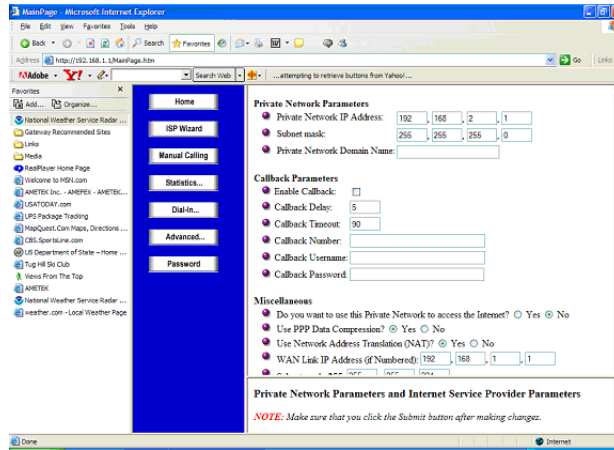 MainPage - Microsoft Internet Explorer
File Edit View Favorites Tools Help
Back Search Favorites
Address http://192.168.1.1/MainPage.htm Go Links
Adobe Y! Search Web ...attempting to retrieve buttons from Yahoo!...
Favorites x
Add... Organize...
National Weather Service Radar ...
Gateway Recommended Sites
Links
Media
RealPlayer Home Page
Welcome to MSN.com
AMETEK Inc. - AMEFEX - AMETEK...
USATODAY.com
UPS Package Tracking
MapQuest.Com Maps, Directions ...
CBS.SportsLine.com
US Department of State – Home ...
Tug Hill Ski Club
Views From The Top
AMETEK
National Weather Service Radar ...
weather.com - Local Weather Page
Home
ISP Wizard
Manual Calling
Statistics...
Dial-In...
Advanced...
Password
Private Network Parameters
Private Network IP Address: 192 . 168 . 2 . 1
Subnet mask: 255 . 255 . 255 . 0
Private Network Domain Name:
Callback Parameters
Enable Callback:
Callback Delay: 5
Callback Timeout: 90
Callback Number:
Callback Username:
Callback Password:
Miscellaneous
Do you want to use this Private Network to access the Internet? Yes No
Use PPP Data Compression? Yes No
Use Network Address Translation (NAT)? Yes No
WAN Link IP Address (if Numbered): 192 . 168 . 1 . 1
Private Network Parameters and Internet Service Provider Parameters
NOTE: Make sure that you click the Submit button after making changes.
Done Internet